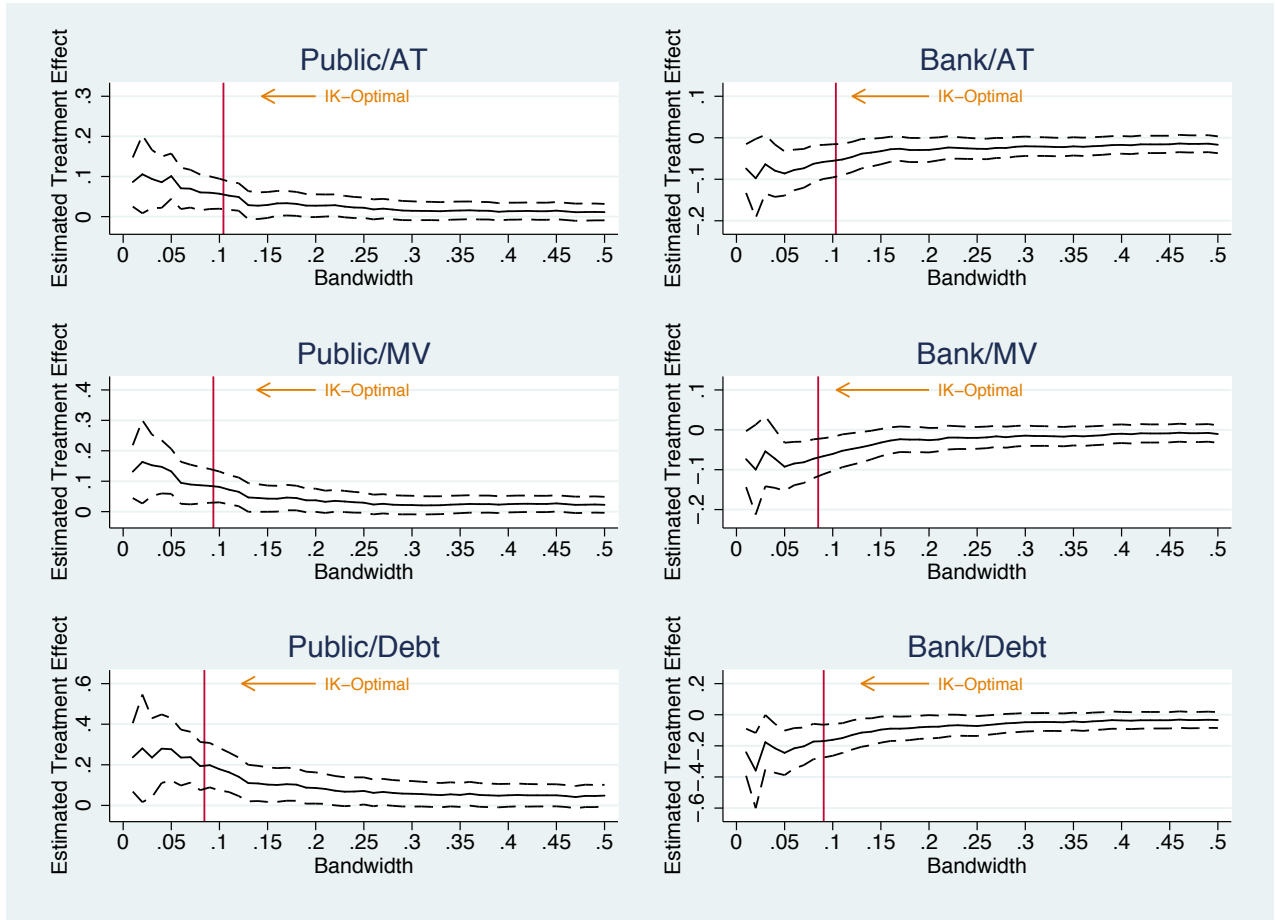 Public/AT
Estimated Treatment Effect
.3
.2
.1
0
IK−Optimal
0 .05 .1 .15 .2 .25 .3 .35 .4 .45 .5
Bandwidth
Bank/AT
Estimated Treatment Effect
.1
0
−.1
−.2
IK−Optimal
0 .05 .1 .15 .2 .25 .3 .35 .4 .45 .5
Bandwidth
Public/MV
Estimated Treatment Effect
.4
.3
.2
.1
0
IK−Optimal
0 .05 .1 .15 .2 .25 .3 .35 .4 .45 .5
Bandwidth
Bank/MV
Estimated Treatment Effect
.1
0
−.1
−.2
IK−Optimal
0 .05 .1 .15 .2 .25 .3 .35 .4 .45 .5
Bandwidth
Public/Debt
Estimated Treatment Effect
.6
.4
.2
0
IK−Optimal
0 .05 .1 .15 .2 .25 .3 .35 .4 .45 .5
Bandwidth
Bank/Debt
Estimated Treatment Effect
.2
0
−.2
−.4
−.6
IK−Optimal
0 .05 .1 .15 .2 .25 .3 .35 .4 .45 .5
Bandwidth